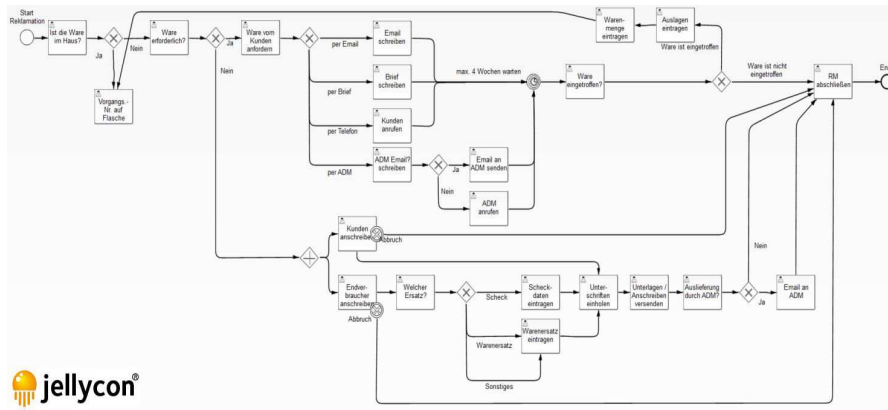 Start
Reklamation
Ist die Ware
im Haus?
Ja
Nein
Vorgangs.-
Nr. auf
Flasche
Ware
erforderlich?
Ja
Nein
Ware vom
Kunden
anfordern
per Email
Email
schreiben
per Brief
Brief
schreiben
per Telefon
Kunden
anrufen
per ADM
ADM Email?
schreiben
Ja
Email an
ADM senden
Nein
ADM
anrufen
max. 4 Wochen warten
Ware
eingetroffen?
Ware ist eingetroffen
Auslagen
eintragen
Waren-
menge
eintragen
Ware ist nicht
eingetroffen
RM
abschließen
En
Kunden
anschreiben
Abbruch
Endver-
braucher
anschreiben
Abbruch
Welcher
Ersatz?
Scheck
Scheck-
daten
eintragen
Warenersatz
Warenersatz
eintragen
Sonstiges
Unter-
schriften
einholen
Unterlagen /
Anschreiben
versenden
Auslieferung
durch ADM?
Nein
Ja
Email an
ADM
jellycon®